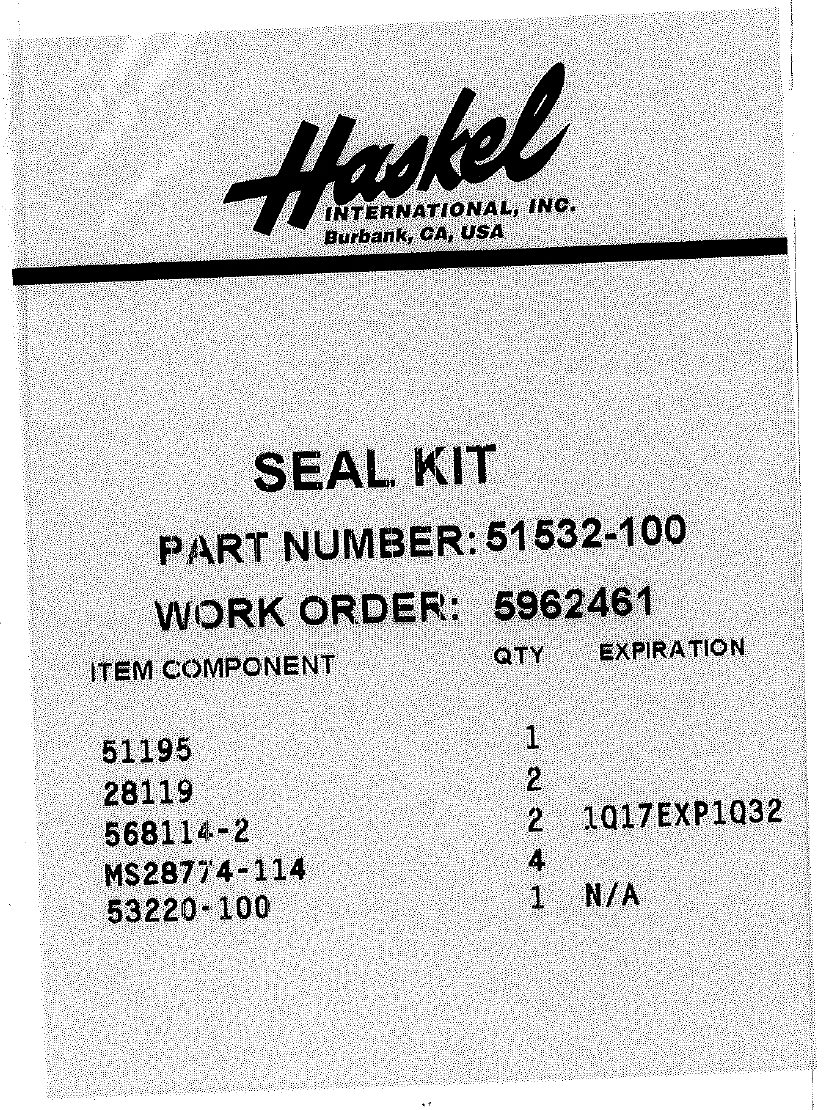 Haskel
INTERNATIONAL, INC.
Burbank, CA, USA
SEAL KIT
PART NUMBER: 51532-100
WORK ORDER: 5962461
ITEM COMPONENT QTY EXPIRATION
51195 1
28119 2
568114-2 2 1Q17EXP1Q32
MS28774-114 4
53220-100 1 N/A